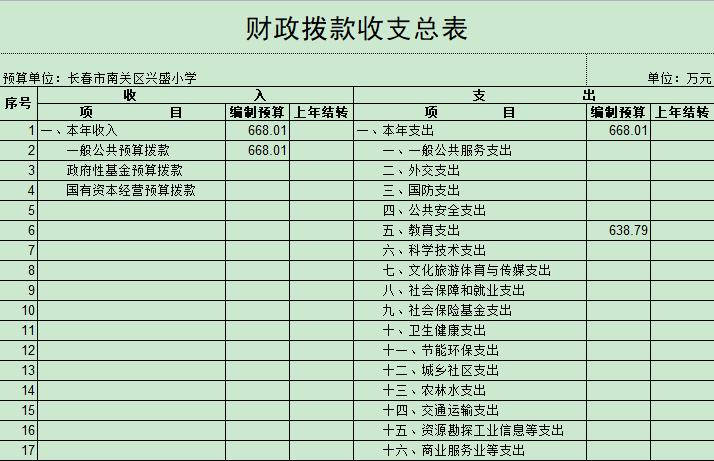 财政拨款收支总表
预算单位：长春市南关区兴盛小学 单位：万元
序号 收 入 支 出
项 目 编制预算 上年结转 项 目 编制预算 上年结转
1 一、本年收入 668.01 一、本年支出 668.01
2 一般公共预算拨款 668.01 一、一般公共服务支出
3 政府性基金预算拨款 二、外交支出
4 国有资本经营预算拨款 三、国防支出
5 四、公共安全支出
6 五、教育支出 638.79
7 六、科学技术支出
8 七、文化旅游体育与传媒支出
9 八、社会保障和就业支出
10 九、社会保险基金支出
11 十、卫生健康支出
12 十一、节能环保支出
13 十二、城乡社区支出
14 十三、农林水支出
15 十四、交通运输支出
16 十五、资源勘探工业信息等支出
17 十六、商业服务业等支出